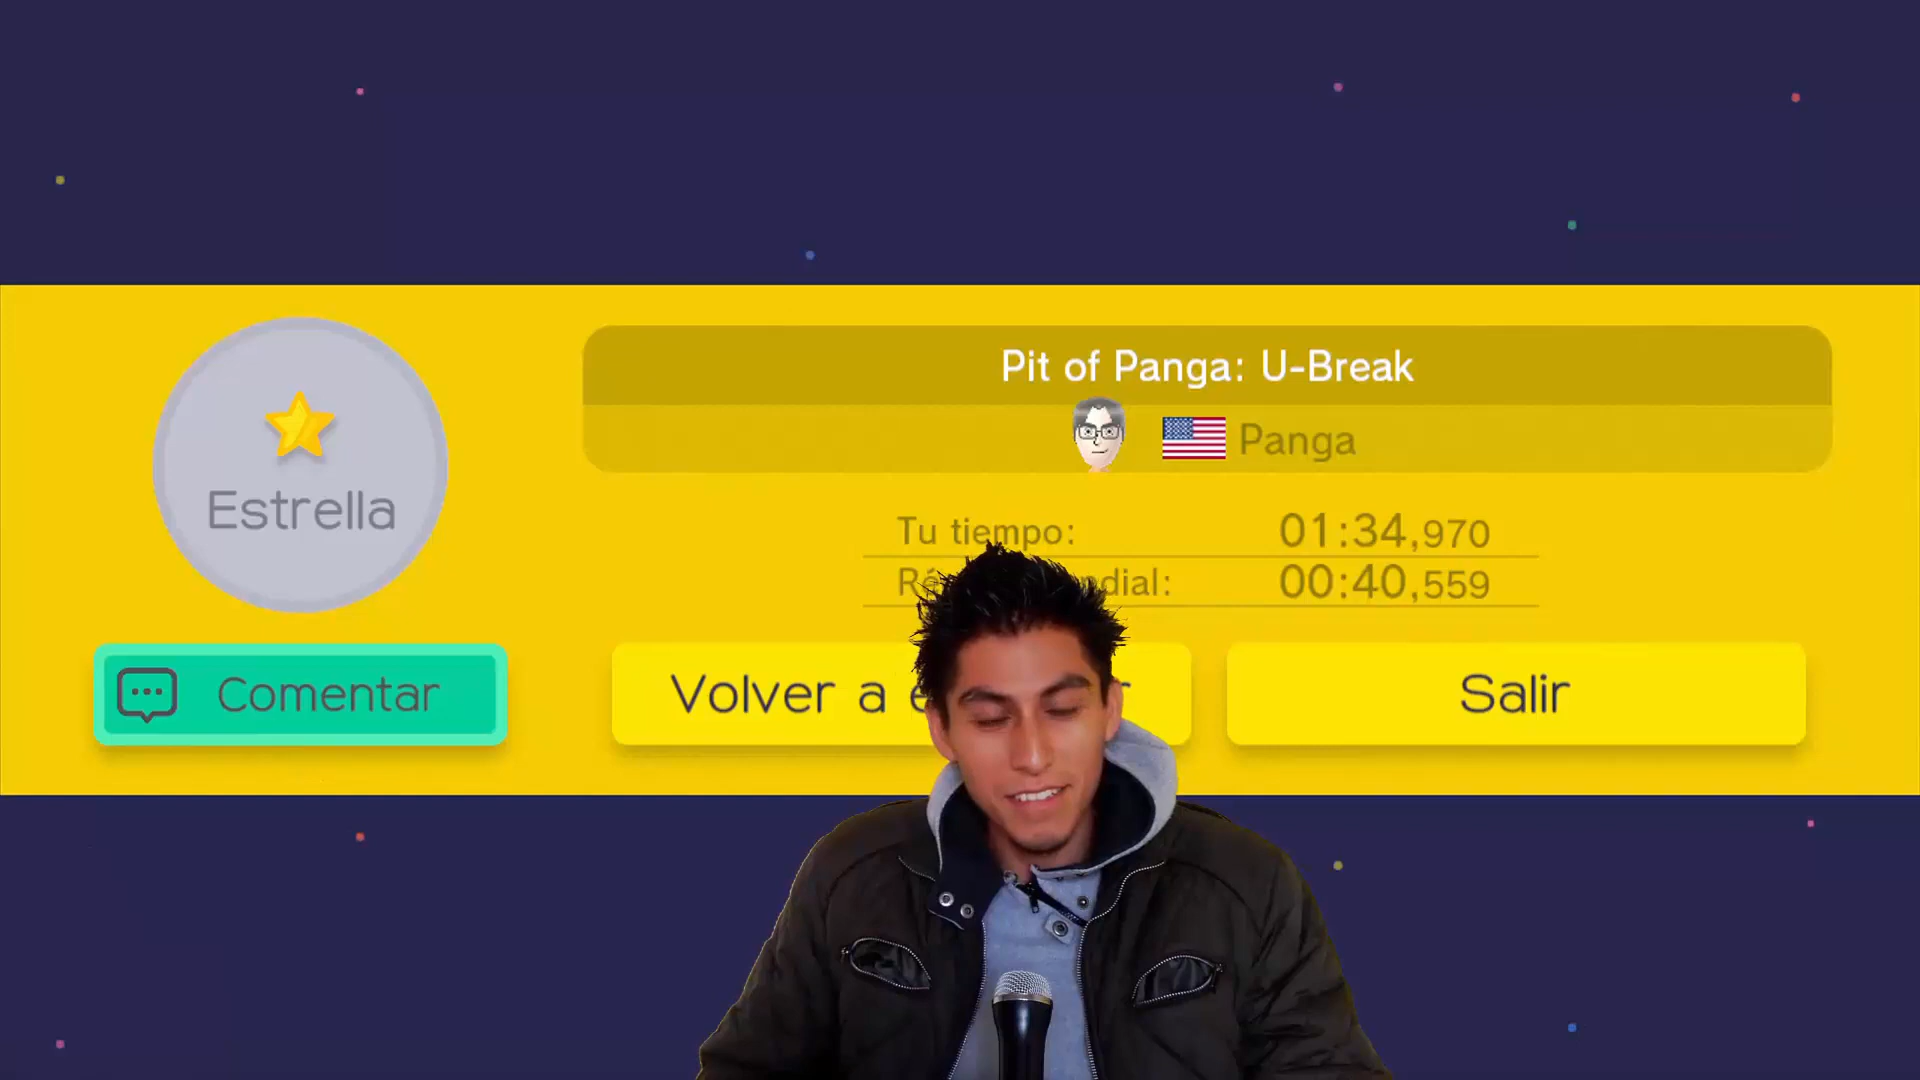 Pit of Panga: U-Break
Panga
Estrella
Tu tiempo: 01:34,970
dial: 00:40,559
Comentar
Volver a
Salir